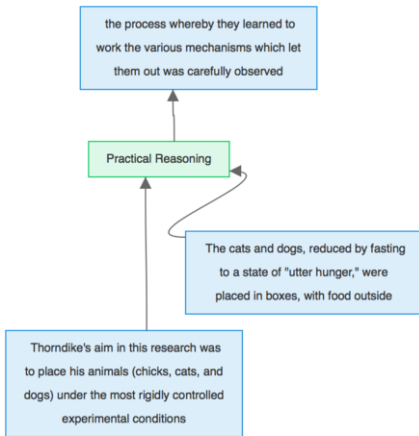 the process whereby they learned to
work the various mechanisms which let
them out was carefully observed
Practical Reasoning
The cats and dogs, reduced by fasting
to a state of "utter hunger," were
placed in boxes, with food outside
Thorndike's aim in this research was
to place his animals (chicks, cats, and
dogs) under the most rigidly controlled
experimental conditions